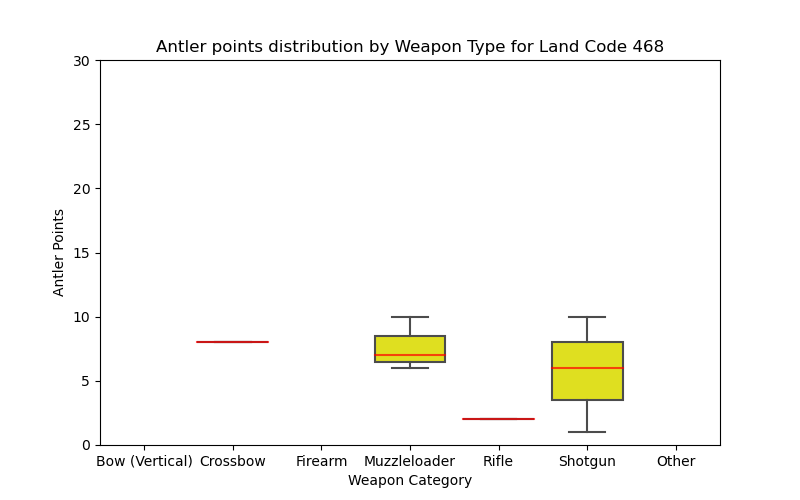 Antler points distribution by Weapon Type for Land Code 468
Antler Points
30
25
20
15
10
5
0
Bow (Vertical) Crossbow Firearm Muzzleloader Rifle Shotgun Other
Weapon Category